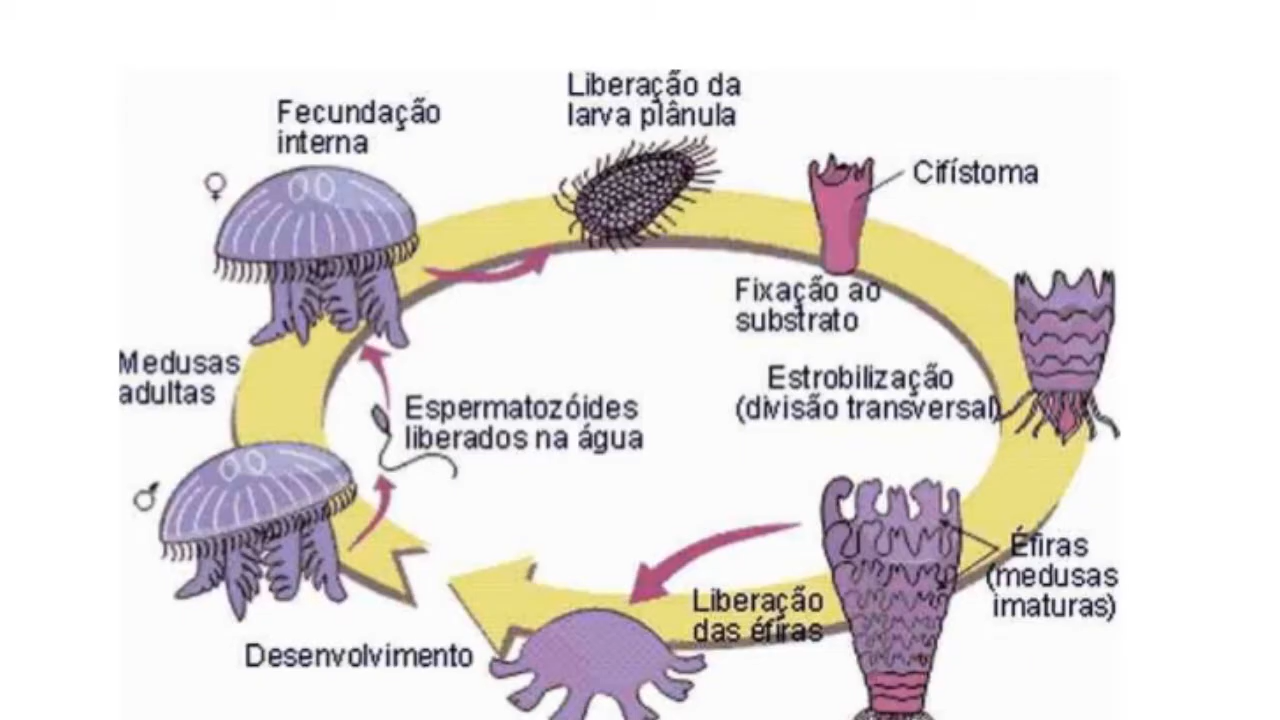 Liberação da
larva plânula
Fecundação
interna
Cifístoma
Fixação ao
substrato
Medusas
adultas
Estrobilização
(divisão transversal)
Espermatozóides
liberados na água
Éfiras
(medusas
imaturas)
Liberação
das éfiras
Desenvolvimento